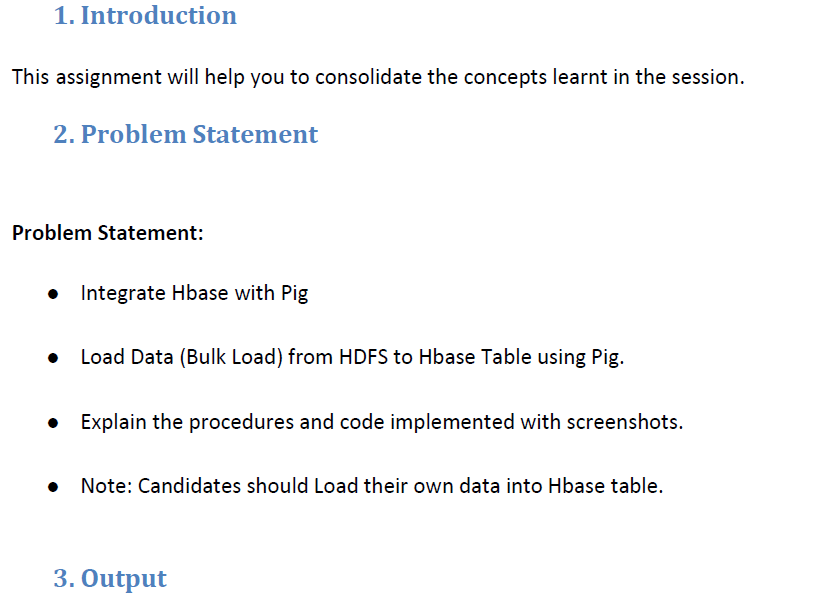 1. Introduction
This assignment will help you to consolidate the concepts learnt in the session.
2. Problem Statement
Problem Statement:
● Integrate Hbase with Pig
● Load Data (Bulk Load) from HDFS to Hbase Table using Pig.
● Explain the procedures and code implemented with screenshots.
● Note: Candidates should Load their own data into Hbase table.
3. Output